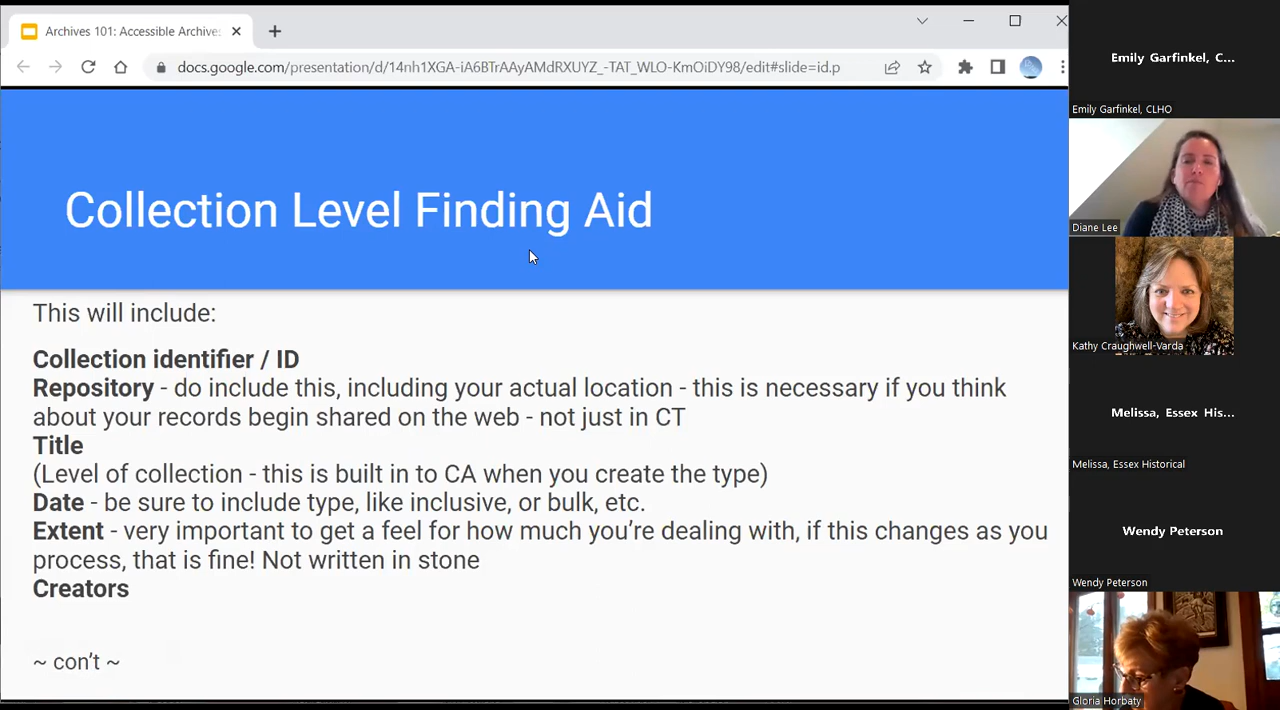 Archives 101: Accessible Archive
docs.google.com/presentation/d/14nh1XGA-iA6BTrAAyAMdRXUYZ_-TAT_WLO-KmOiDY98/edit#slide=id.p
Collection Level Finding Aid
This will include:
Collection identifier / ID
Repository - do include this, including your actual location - this is necessary if you think
about your records begin shared on the web - not just in CT
Title
(Level of collection - this is built in to CA when you create the type)
Date - be sure to include type, like inclusive, or bulk, etc.
Extent - very important to get a feel for how much you're dealing with, if this changes as you
process, that is fine! Not written in stone
Creators
~ con't ~
Emily Garfinkel, C...
Emily Garfinkel, CLHO
Diane Lee
Kathy Craughwell-Varda
Melissa, Essex His...
Melissa, Essex Historical
Wendy Peterson
Wendy Peterson
Gloria Horbaty